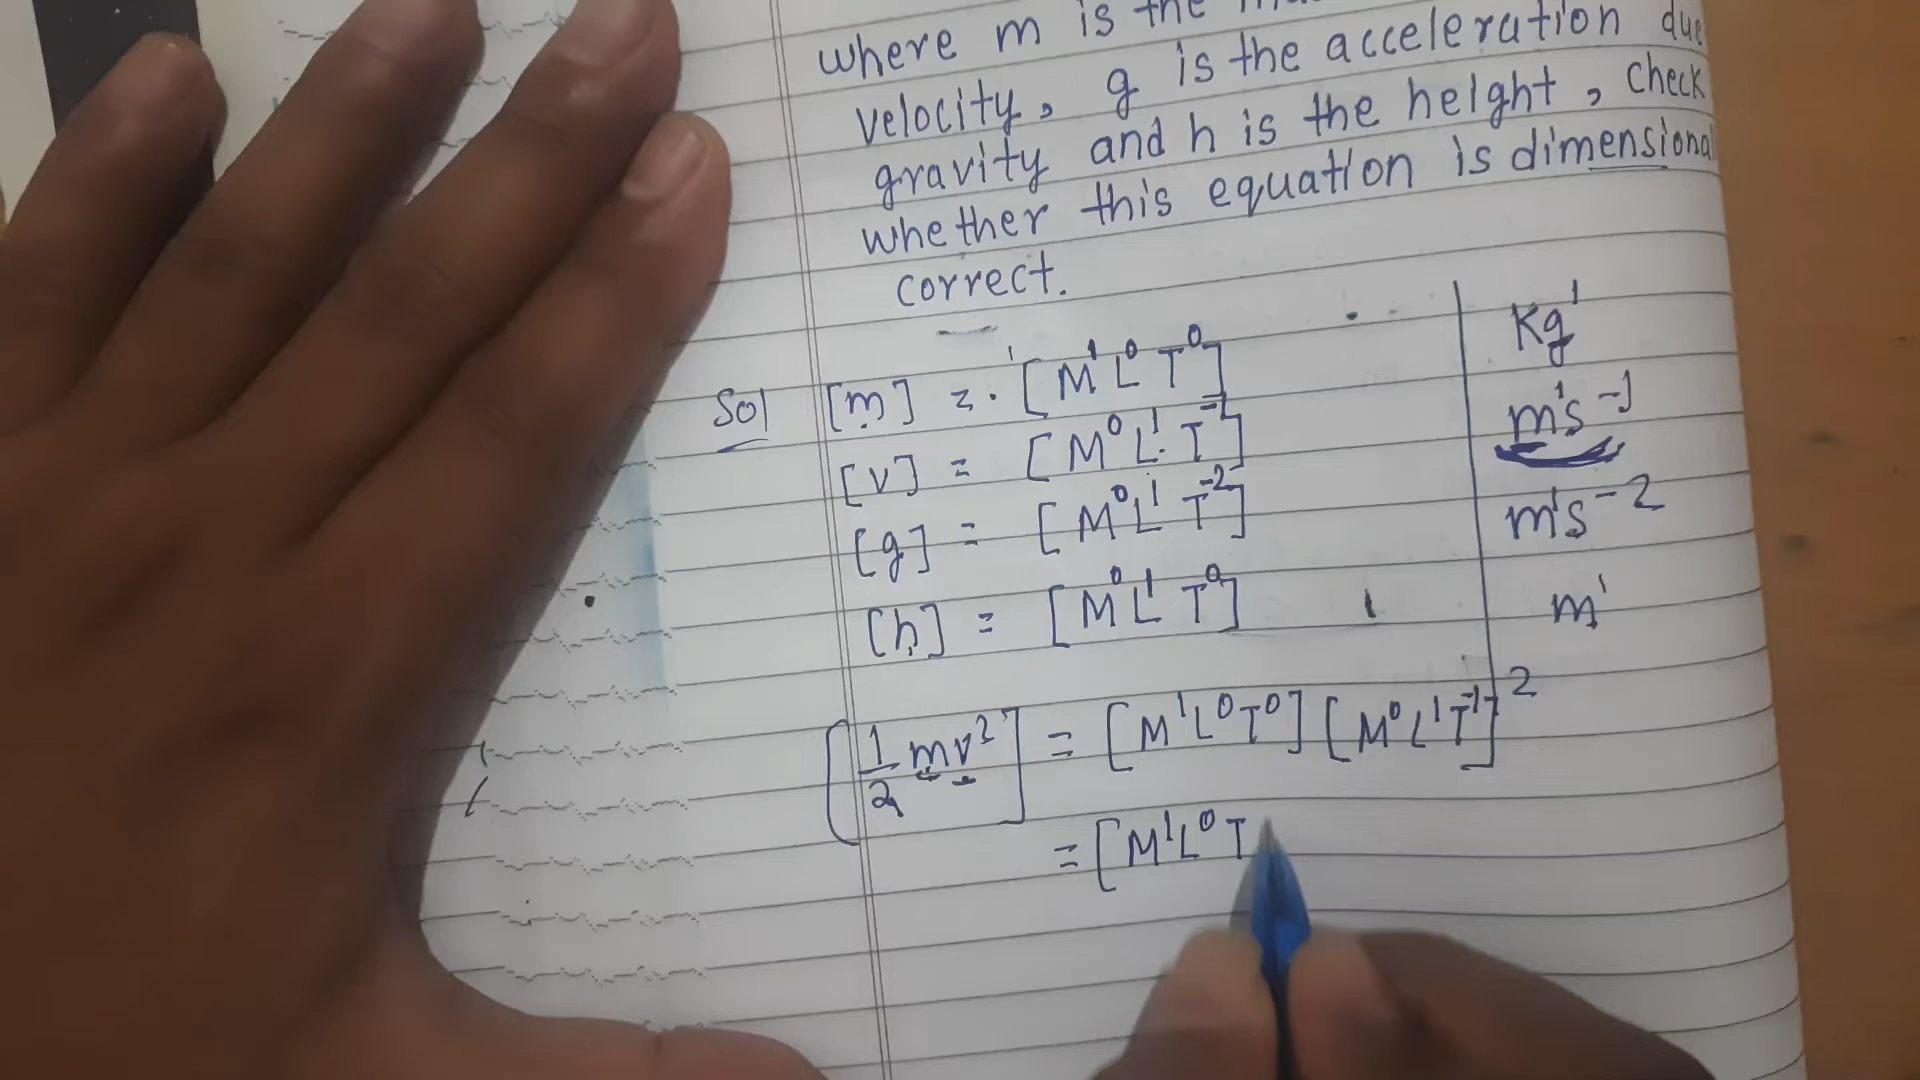 where m is the
velocity, g is the acceleration due
gravity and h is the height, check
whether this equation is dimensional
correct.
Sol [m] = [M¹L⁰T⁰] Kg¹
[v] = [M⁰L¹T⁻¹] m¹s⁻¹
[g] = [M⁰L¹T⁻²] m¹s⁻²
[h] = [M⁰L¹T⁰] m¹
[1/2 mv²] = [M¹L⁰T⁰] [M⁰L¹T⁻¹]²
= [M¹L⁰T